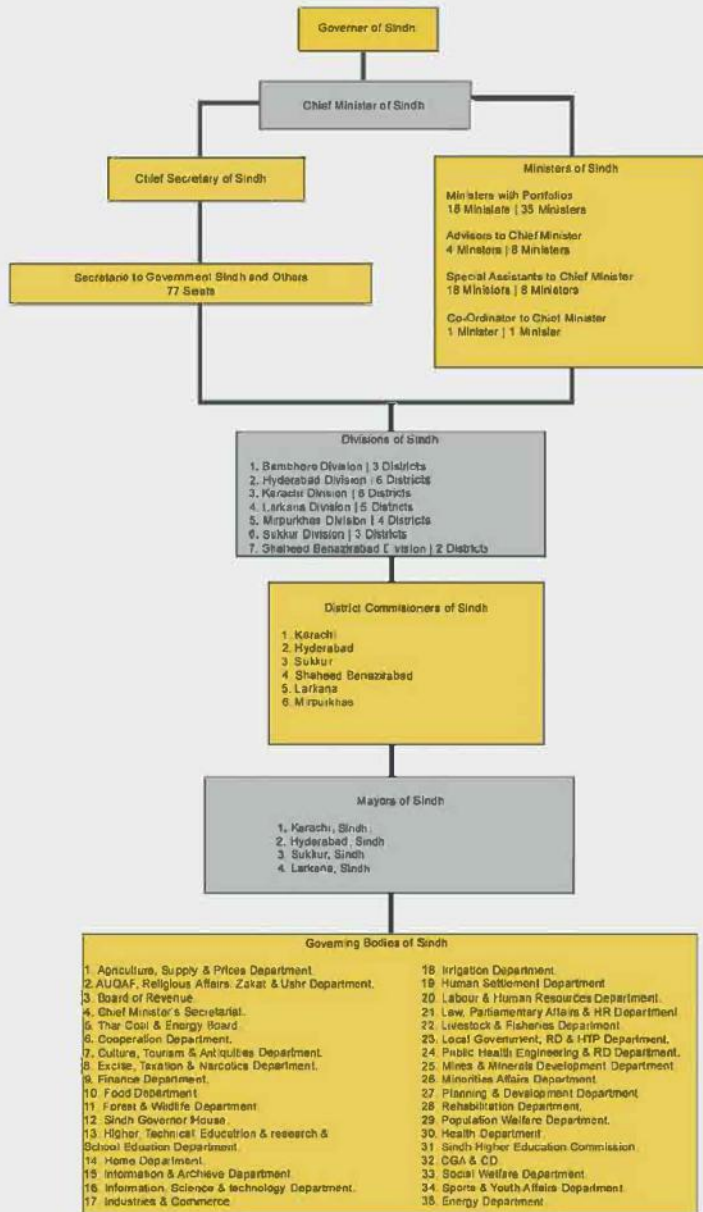 Governer of Sindh
Chief Minister of Sindh
Chief Secretary of Sindh
Secretarie to Government Sindh and Others
77 Seats
Ministers of Sindh
Ministers with Portfolios
18 Ministers | 35 Ministers
Advisors to Chief Minister
4 Minstors | 8 Ministers
Special Assistants to Chief Minister
18 Ministors | 8 Ministors
Co-Ordinator to Chief Minister
1 Minister | 1 Minister
Divisions of Sindh
1. Bambhore Division | 3 Districts
2. Hyderabad Division | 6 Districts
3. Karachi Division | 6 Districts
4. Larkana Division | 5 Districts
5. Mirpurkhas Division | 4 Districts
6. Sukkur Division | 3 Districts
7. Shaheed Benazirabad Division | 2 Districts
District Commisioners of Sindh
1. Karachi
2. Hyderabad
3. Sukkur
4. Shaheed Benazirabad
5. Larkana
6. Mirpurkhas
Mayors of Sindh
1. Karachi, Sindh
2. Hyderabad, Sindh
3. Sukkur, Sindh
4. Larkana, Sindh
Governing Bodies of Sindh
1. Agriculture, Supply & Prices Department.
2. AUQAF, Religious Affairs, Zakat & Ushr Department.
3. Board of Revenue.
4. Chief Minister's Secretariat.
5. Thar Coal & Energy Board.
6. Cooperation Department.
7. Culture, Tourism & Antiquities Department.
8. Excise, Taxation & Narcotics Department.
9. Finance Department.
10. Food Department
11. Forest & Wildlife Department
12. Sindh Governor House.
13. Higher, Technical Eductrion & research &
School Eduation Department.
14. Home Department.
15. Information & Archieve Department
16. Information, Science & technology Department.
17. Industries & Commerce
18. Irrigation Department.
19. Human Settlement Department
20. Labour & Human Resources Department.
21. Law, Parliamentary Affairs & HR Department
22. Livestock & Fisheries Department
23. Local Government, RD & HTP Department.
24. Public Health Engineering & RD Department.
25. Mines & Minerals Development Department
26. Minorities Affairs Department.
27. Planning & Development Department
28. Rehabilitation Department.
29. Population Welfare Department.
30. Health Department
31. Sindh Higher Education Commission
32. CGA & CD
33. Social Welfare Department
34. Sports & Youth Affairs Department
35. Energy Department.